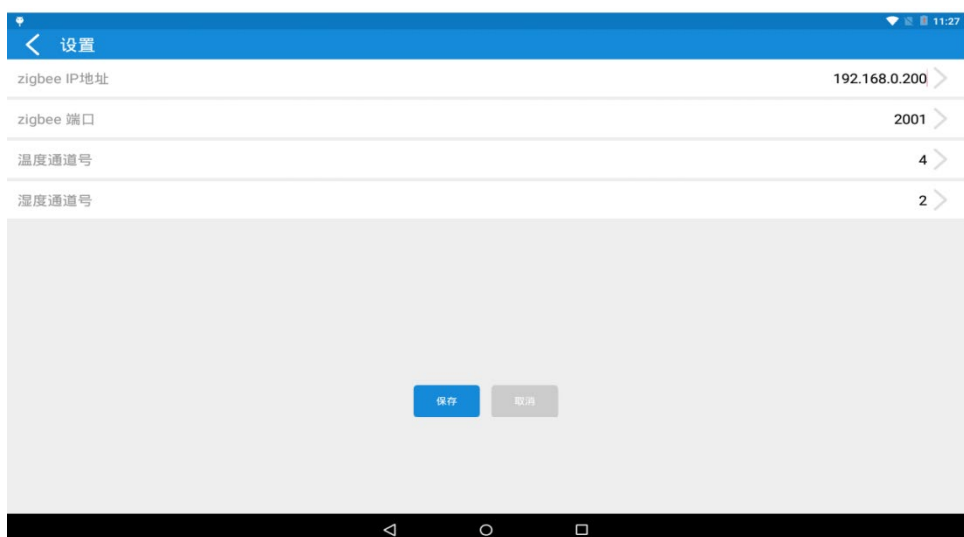 11:27
设置
zigbee IP地址 192.168.0.200
zigbee 端口 2001
温度通道号 4
湿度通道号 2
保存 取消